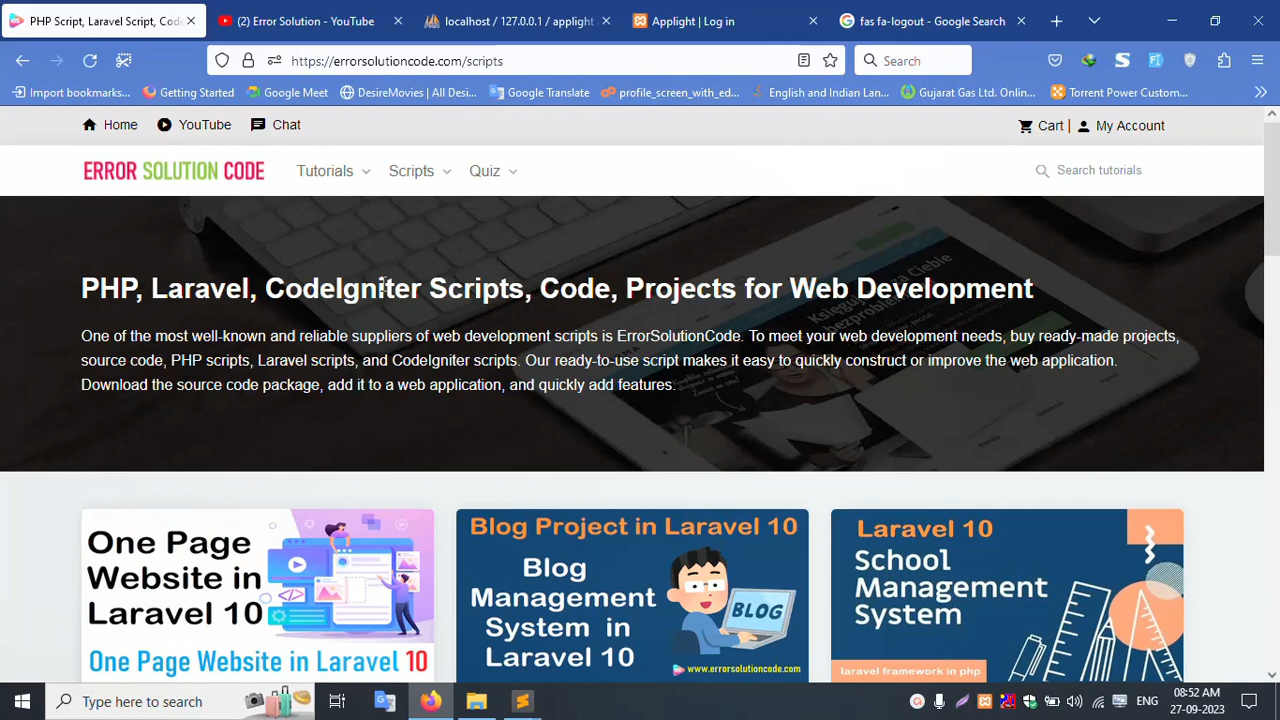 PHP Script, Laravel Script, Cod
(2) Error Solution - YouTube
localhost / 127.0.0.1 / applight
Applight | Log in
fas fa-logout - Google Search
https://errorsolutioncode.com/scripts
Search
Import bookmarks...
Getting Started
Google Meet
DesireMovies | All Desi...
Google Translate
profile_screen_with_ed...
English and Indian Lan...
Gujarat Gas Ltd. Onlin...
Torrent Power Custom...
Home
YouTube
Chat
Cart |
My Account
ERROR SOLUTION CODE
Tutorials
Scripts
Quiz
Search tutorials
PHP, Laravel, CodeIgniter Scripts, Code, Projects for Web Development
One of the most well-known and reliable suppliers of web development scripts is ErrorSolutionCode. To meet your web development needs, buy ready-made projects,
source code, PHP scripts, Laravel scripts, and CodeIgniter scripts. Our ready-to-use script makes it easy to quickly construct or improve the web application.
Download the source code package, add it to a web application, and quickly add features.
One Page
Website in
Laravel 10
One Page Website in Laravel 10
Blog Project in Laravel 10
Blog
Management
System in
Laravel 10
BLOG
www.errorsolutioncode.com
Laravel 10
School
Management
System
laravel framework in php
Type here to search
ENG
08:52 AM
27-09-2023